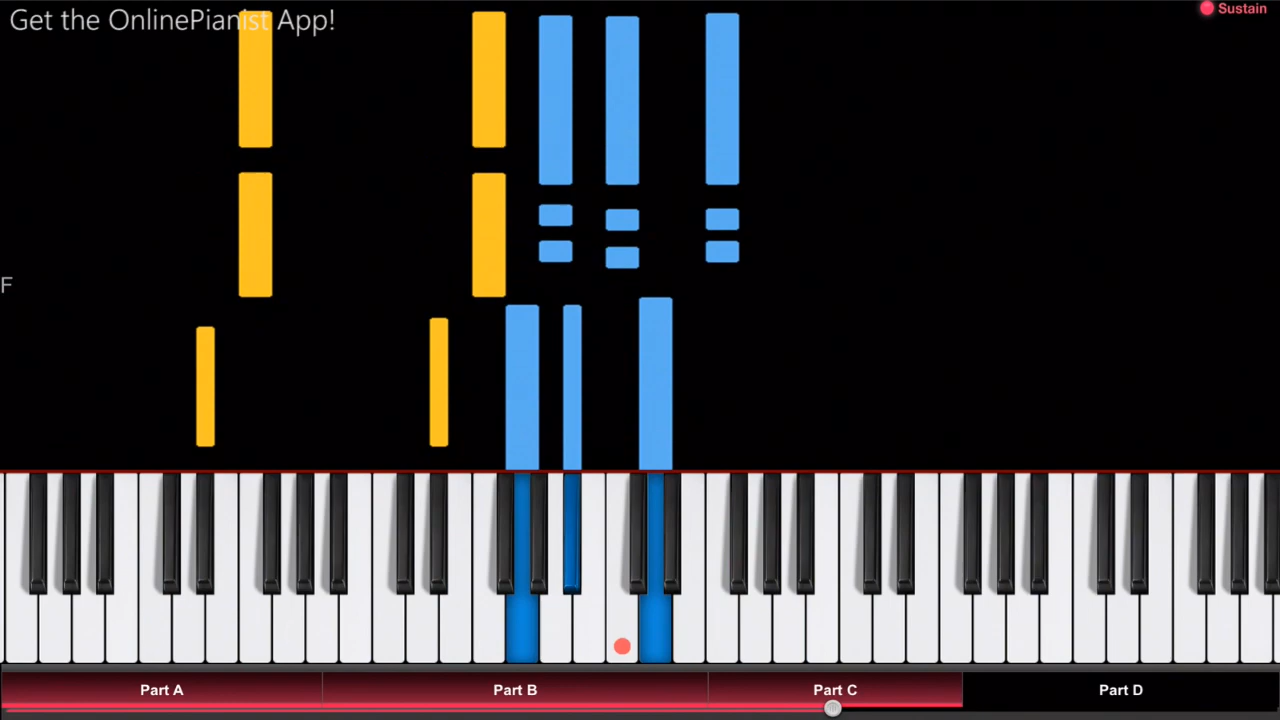 Get the OnlinePianist App!
Sustain
F
Part A
Part B
Part C
Part D